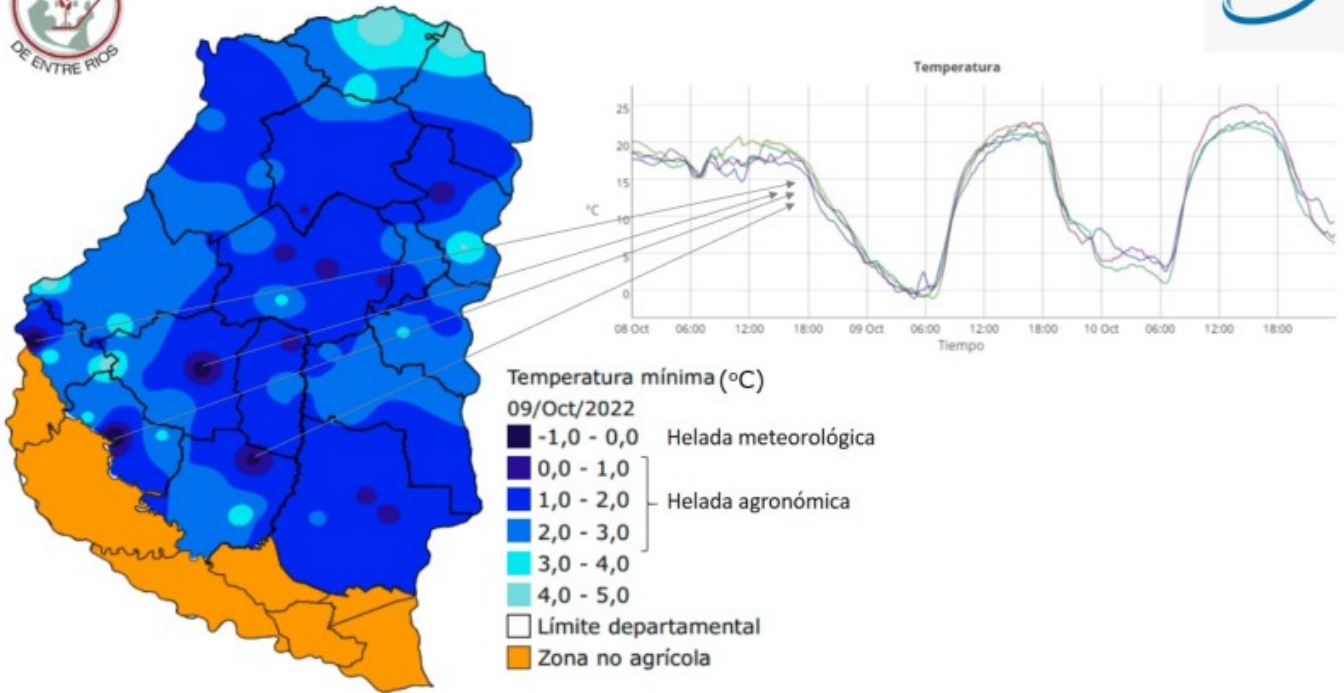 DE ENTRE RIOS
Temperatura
25
20
15
10
5
0
°C
08 Oct 06:00 12:00 18:00 09 Oct 06:00 12:00 18:00 10 Oct 06:00 12:00 18:00
Tiempo
Temperatura mínima (°C)
09/Oct/2022
-1,0 - 0,0 Helada meteorológica
0,0 - 1,0
1,0 - 2,0 Helada agronómica
2,0 - 3,0
3,0 - 4,0
4,0 - 5,0
Límite departamental
Zona no agrícola